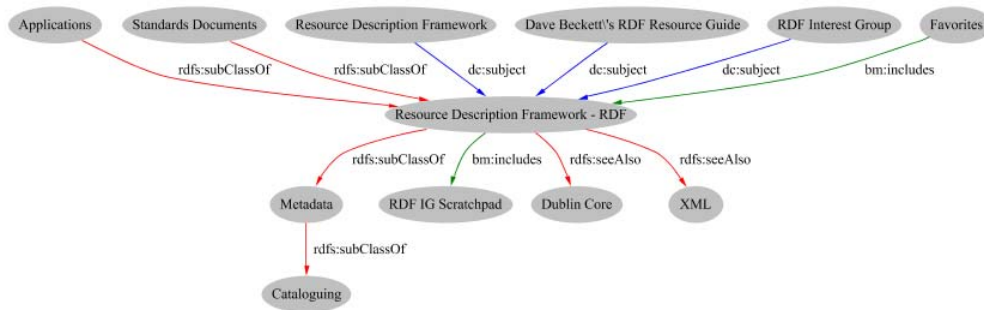 Applications
Standards Documents
Resource Description Framework
Dave Beckett\'s RDF Resource Guide
RDF Interest Group
Favorites
rdfs:subClassOf
rdfs:subClassOf
dc:subject
dc:subject
dc:subject
bm:includes
Resource Description Framework - RDF
rdfs:subClassOf
bm:includes
rdfs:seeAlso
rdfs:seeAlso
Metadata
RDF IG Scratchpad
Dublin Core
XML
rdfs:subClassOf
Cataloguing